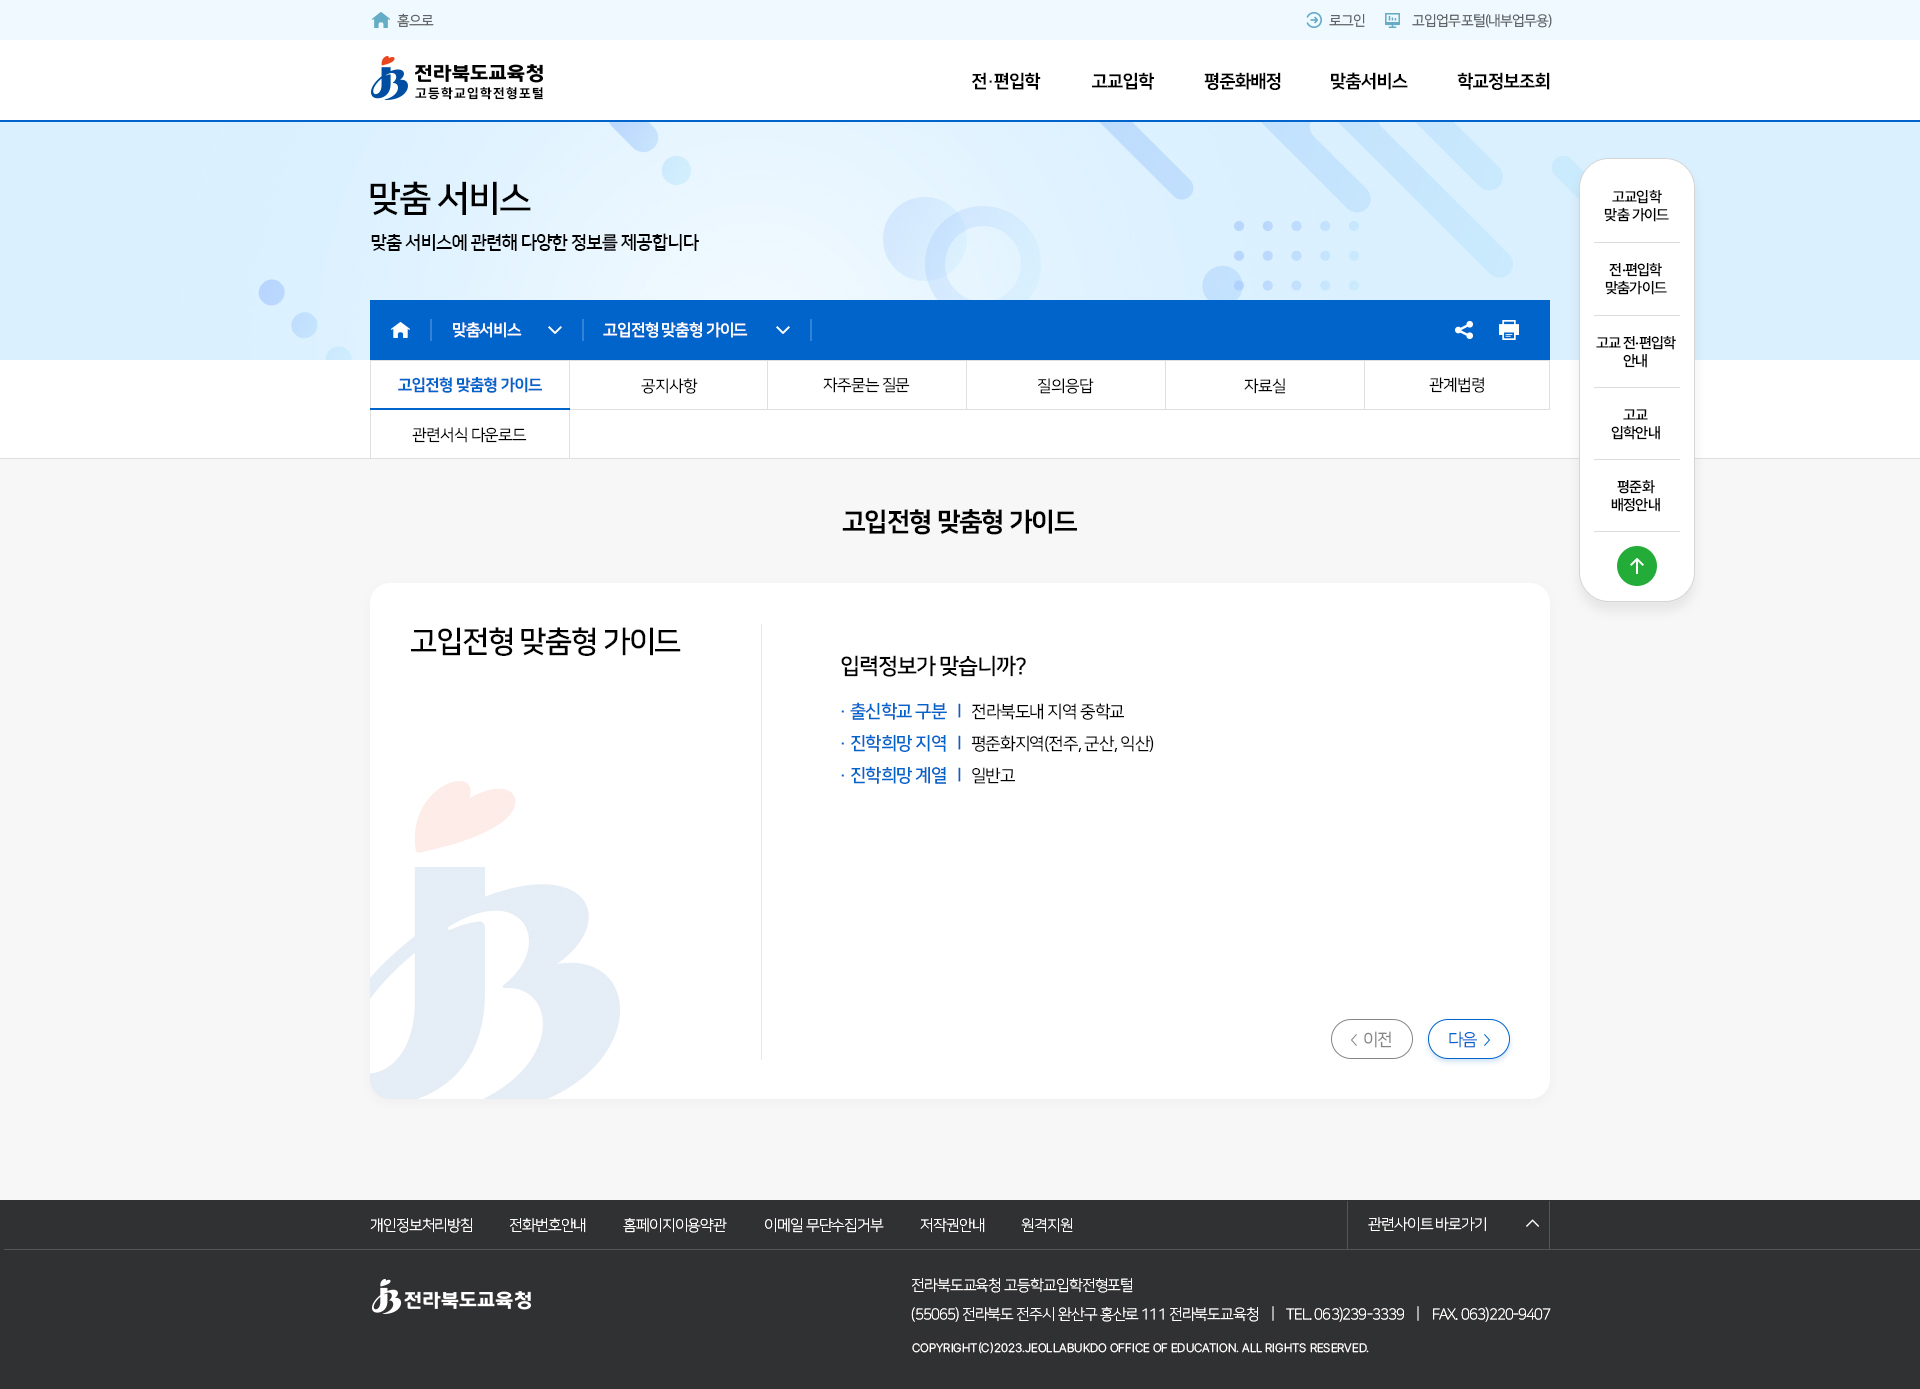 홈으로
로그인
고입업무포털(내부업무용)
전라북도교육청
고등학교입학전형포털
전·편입학
고교입학
평준화배정
맞춤서비스
학교정보조회
맞춤 서비스
맞춤 서비스에 관련해 다양한 정보를 제공합니다
맞춤서비스
고입전형 맞춤형 가이드
고입전형 맞춤형 가이드
공지사항
자주묻는 질문
질의응답
자료실
관계법령
관련서식 다운로드
고교입학
맞춤 가이드
전·편입학
맞춤가이드
고교 전·편입학
안내
고교
입학안내
평준화
배정안내
고입전형 맞춤형 가이드
고입전형 맞춤형 가이드
입력정보가 맞습니까?
· 출신학교 구분 | 전라북도내 지역 중학교
· 진학희망 지역 | 평준화지역(전주, 군산, 익산)
· 진학희망 계열 | 일반고
이전
다음
개인정보처리방침
전화번호안내
홈페이지이용약관
이메일 무단수집거부
저작권안내
원격지원
관련사이트 바로가기
전라북도교육청
전라북도교육청 고등학교입학전형포털
(55065) 전라북도 전주시 완산구 홍산로 111 전라북도교육청 | TEL. 063)239-3339 | FAX. 063)220-9407
COPYRIGHT(C)2023.JEOLLABUKDO OFFICE OF EDUCATION. ALL RIGHTS RESERVED.